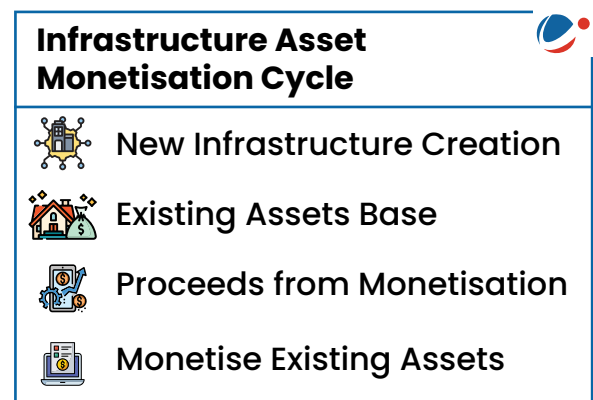 Infrastructure Asset
Monetisation Cycle
New Infrastructure Creation
Existing Assets Base
Proceeds from Monetisation
Monetise Existing Assets